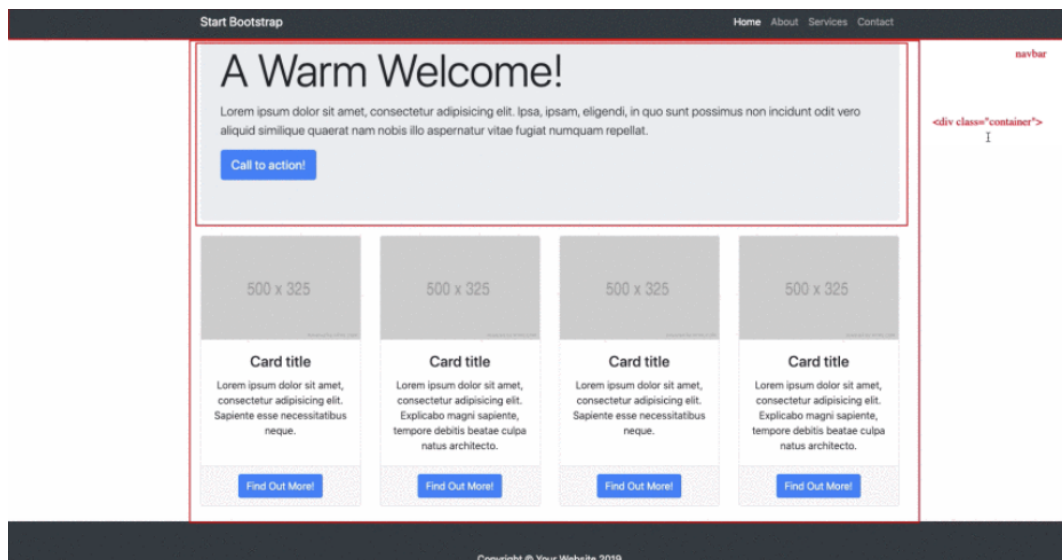 Start Bootstrap
Home About Services Contact
navbar
A Warm Welcome!
Lorem ipsum dolor sit amet, consectetur adipisicing elit. Ipsa, ipsam, eligendi, in quo sunt possimus non incidunt odit vero
aliquid similique quaerat nam nobis illo aspernatur vitae fugiat numquam repellat.
<div class="container">
Call to action!
500 x 325
500 x 325
500 x 325
500 x 325
Card title
Lorem ipsum dolor sit amet,
consectetur adipisicing elit.
Sapiente esse necessitatibus
neque.
Find Out More!
Card title
Lorem ipsum dolor sit amet,
consectetur adipisicing elit.
Explicabo magni sapiente,
tempore debitis beatae culpa
natus architecto.
Find Out More!
Card title
Lorem ipsum dolor sit amet,
consectetur adipisicing elit.
Sapiente esse necessitatibus
neque.
Find Out More!
Card title
Lorem ipsum dolor sit amet,
consectetur adipisicing elit.
Explicabo magni sapiente,
tempore debitis beatae culpa
natus architecto.
Find Out More!
Copyright © Your Website 2019